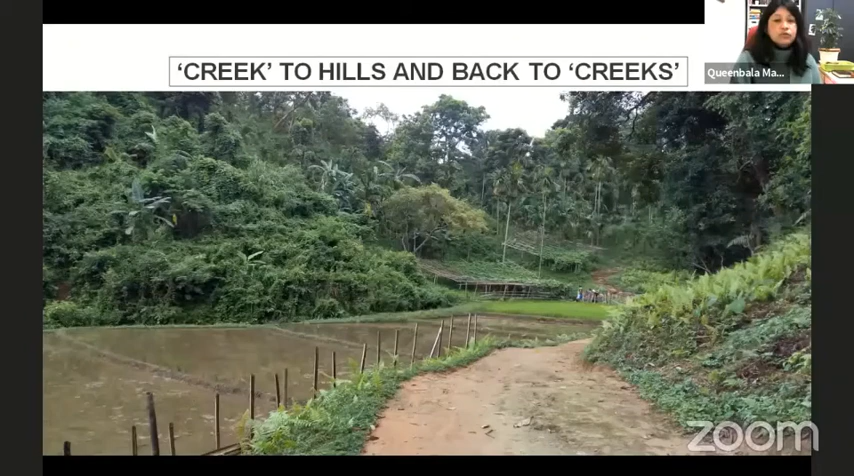 ‘CREEK’ TO HILLS AND BACK TO ‘CREEKS’
Queenbala Ma...
zoom